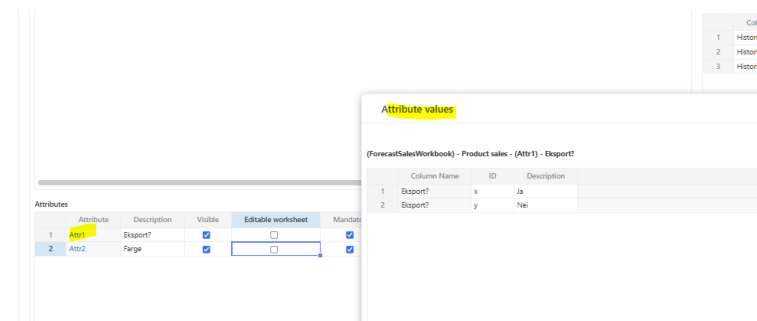 Col
1 Histor
2 Histor
3 Histor
Attribute values
(ForecastSalesWorkbook) - Product sales - (Attr1) - Eksport?
Column Name ID Description
1 Eksport? x Ja
2 Eksport? y Nei
Attributes
Attribute Description Visible Editable worksheet Mandato
1 Attr1 Eksport?
2 Attr2 Farge